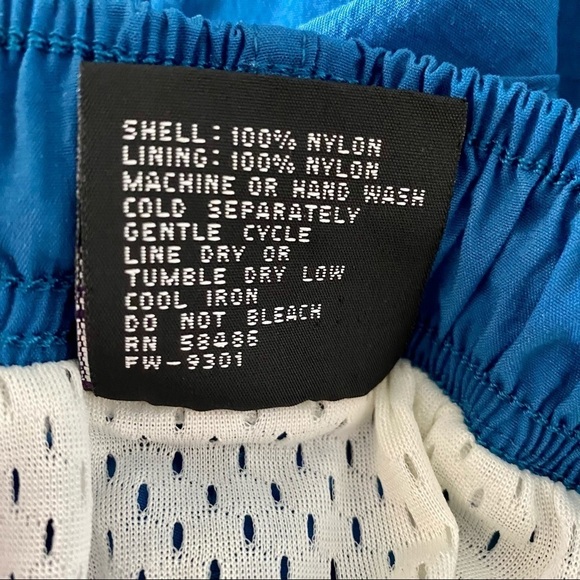 SHELL: 100% NYLON
LINING: 100% NYLON
MACHINE OR HAND WASH
COLD SEPARATELY
GENTLE CYCLE
LINE DRY OR
TUMBLE DRY LOW
COOL IRON
DO NOT BLEACH
RN 58486
FW-9301